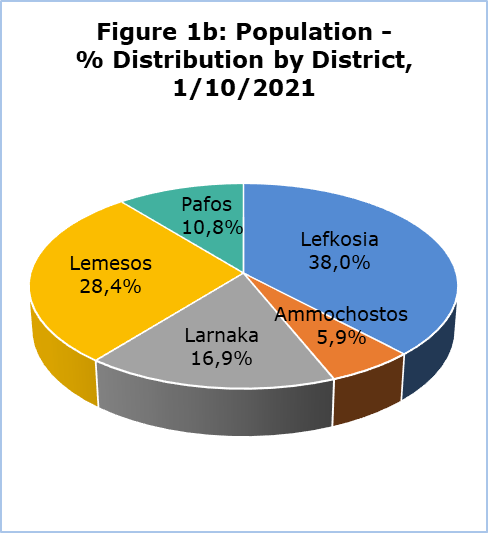 Figure 1b: Population -
% Distribution by District,
1/10/2021
Pafos
10,8%
Lefkosia
38,0%
Lemesos
28,4%
Ammochostos
5,9%
Larnaka
16,9%